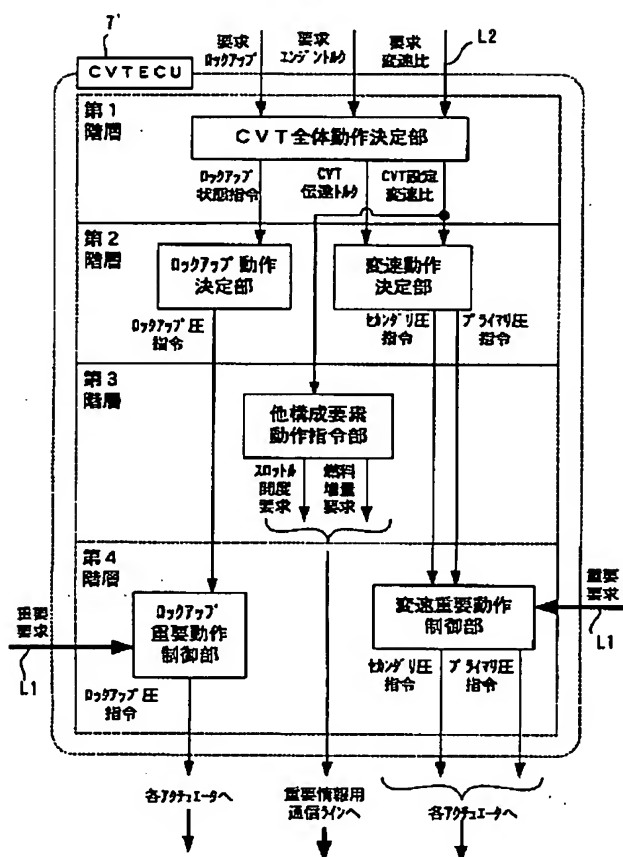 7'
CVTECU
要求
ロックアップ
要求
エンジントルク
要求
変速比
L2
第1
階層
CVT全体動作決定部
ロックアップ
状態指令
CVT
伝達トルク
CVT設定
変速比
第2
階層
ロックアップ動作
決定部
変速動作
決定部
ロックアップ圧
指令
セカンダリ圧
指令
プライマリ圧
指令
第3
階層
他構成要素
動作指令部
スロットル
開度
要求
燃料
増量
要求
第4
階層
重要
要求
L1
ロックアップ
重要動作
制御部
変速重要動作
制御部
重要
要求
L1
ロックアップ圧
指令
セカンダリ圧
指令
プライマリ圧
指令
各アクチュエータへ
重要情報用
通信ラインへ
各アクチュエータへ